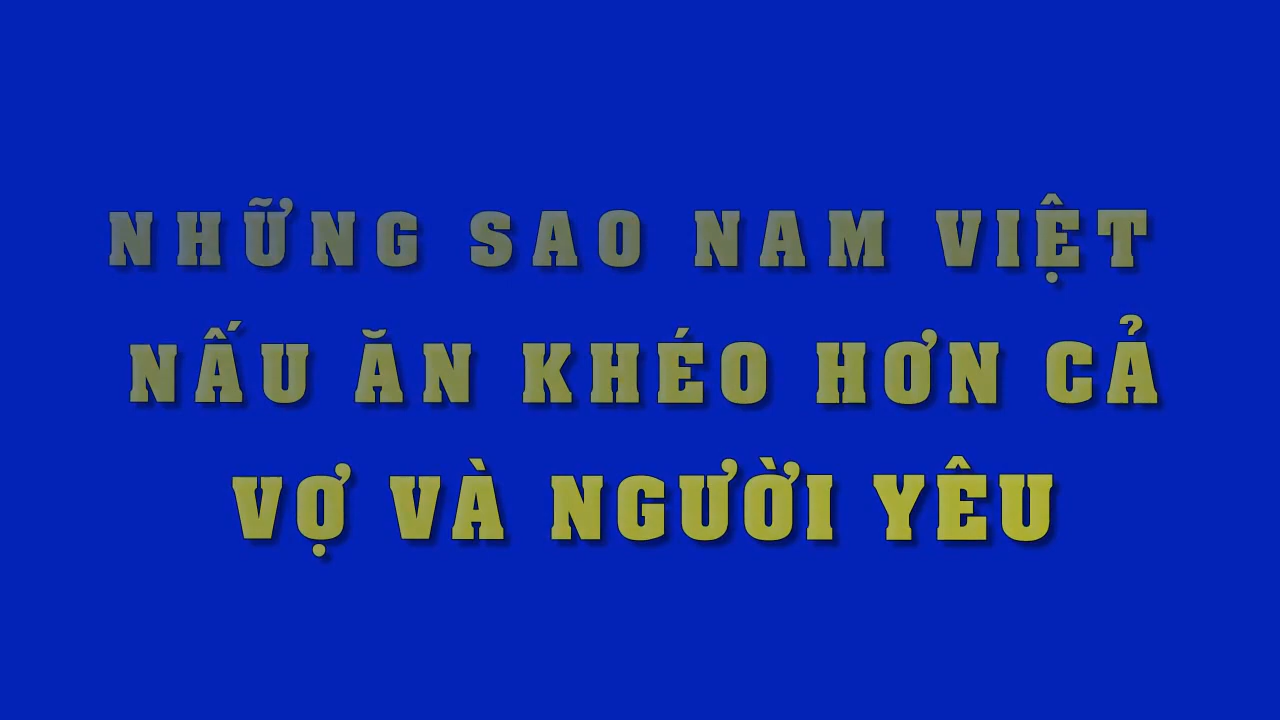 NHỮNG SAO NAM VIỆT
NẤU ĂN KHÉO HƠN CẢ
VỢ VÀ NGƯỜI YÊU